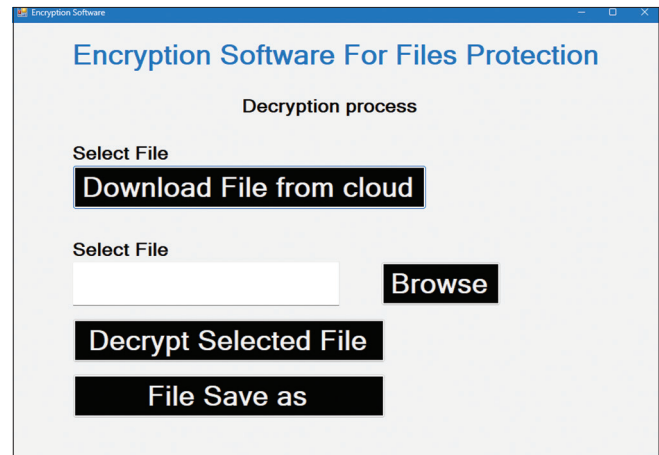 Encryption Software
Encryption Software For Files Protection
Decryption process
Select File
Download File from cloud
Select File
Browse
Decrypt Selected File
File Save as